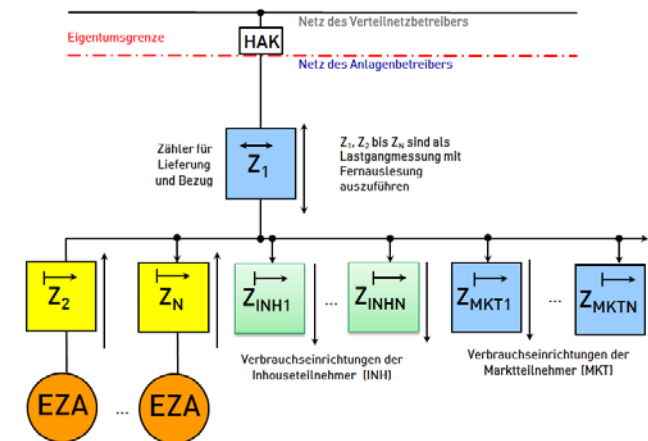 Netz des Verteilnetzbetreibers
Eigentumsgrenze
HAK
Netz des Anlagenbetreibers
Zähler für
Lieferung
und Bezug
Z1
Z1, Z2 bis ZN sind als
Lastgangmessung mit
Fernauslesung
auszuführen
Z2
ZN
ZINH1
...
ZINHN
ZMKT1
...
ZMKTN
Verbrauchseinrichtungen der
Inhouseteilnehmer (INH)
Verbrauchseinrichtungen der
Marktteilnehmer (MKT)
EZA
...
EZA